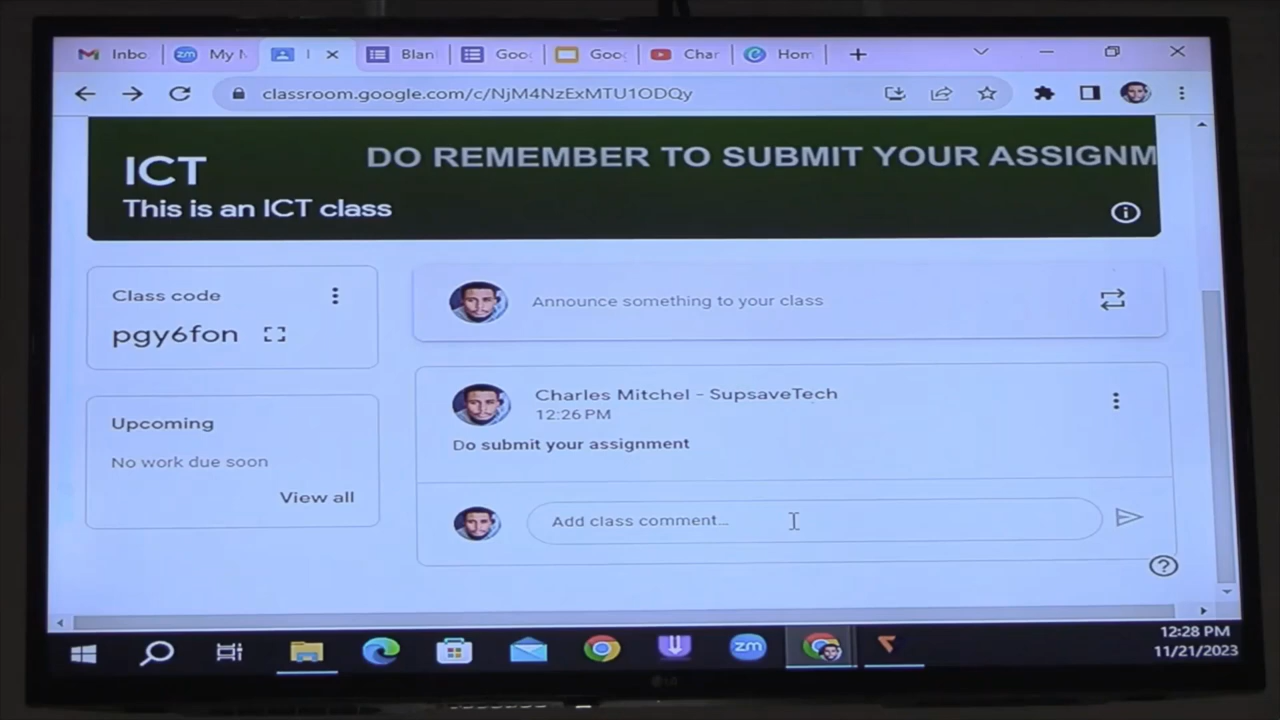 Inbo
zm My M
I
Blan
Goo
Goo
Char
Hom
classroom.google.com/c/NjM4NzExMTU1ODQy
ICT
DO REMEMBER TO SUBMIT YOUR ASSIGNM
This is an ICT class
Class code
pgy6fon
Announce something to your class
Upcoming
No work due soon
View all
Charles Mitchel - SupsaveTech
12:26 PM
Do submit your assignment
Add class comment...
zm
12:28 PM
11/21/2023
LG